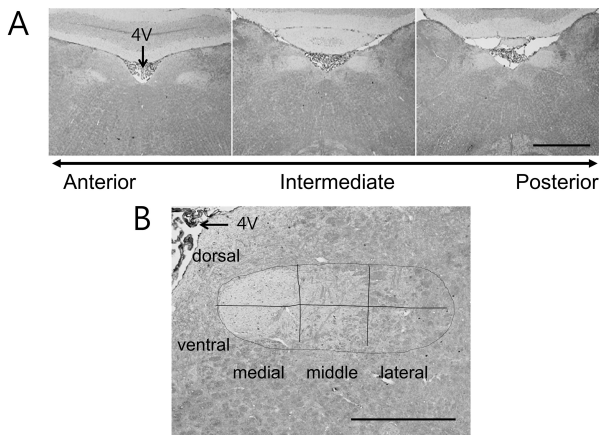 A
4V
Anterior Intermediate Posterior
B
4V
dorsal
ventral
medial middle lateral